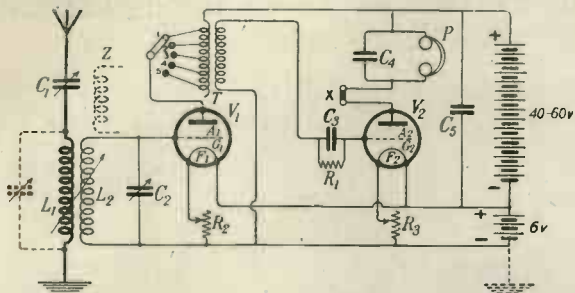 Z
C1
1
2
3
4
5
T
V1
A1
G1
F1
L1
L2
C2
R2
C3
R1
X
C4
P
V2
A2
G2
F2
R3
C5
+
40-60v
-
+
6v
-